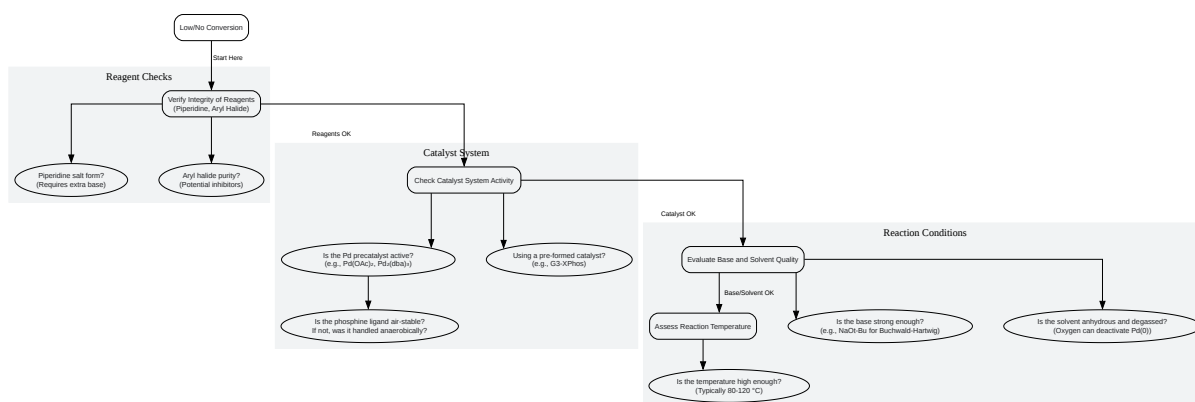 Low/No Conversion
Start Here
Reagent Checks
Verify Integrity of Reagents
(Piperidine, Aryl Halide)
Reagents OK
Piperidine salt form?
(Requires extra base)
Aryl halide purity?
(Potential inhibitors)
Catalyst System
Check Catalyst System Activity
Catalyst OK
Is the Pd precatalyst active?
(e.g., Pd(OAc)₂, Pd₂(dba)₃)
Using a pre-formed catalyst?
(e.g., G3-XPhos)
Is the phosphine ligand air-stable?
If not, was it handled anaerobically?
Reaction Conditions
Evaluate Base and Solvent Quality
Base/Solvent OK
Assess Reaction Temperature
Is the base strong enough?
(e.g., NaOt-Bu for Buchwald-Hartwig)
Is the solvent anhydrous and degassed?
(Oxygen can deactivate Pd(0))
Is the temperature high enough?
(Typically 80-120 °C)